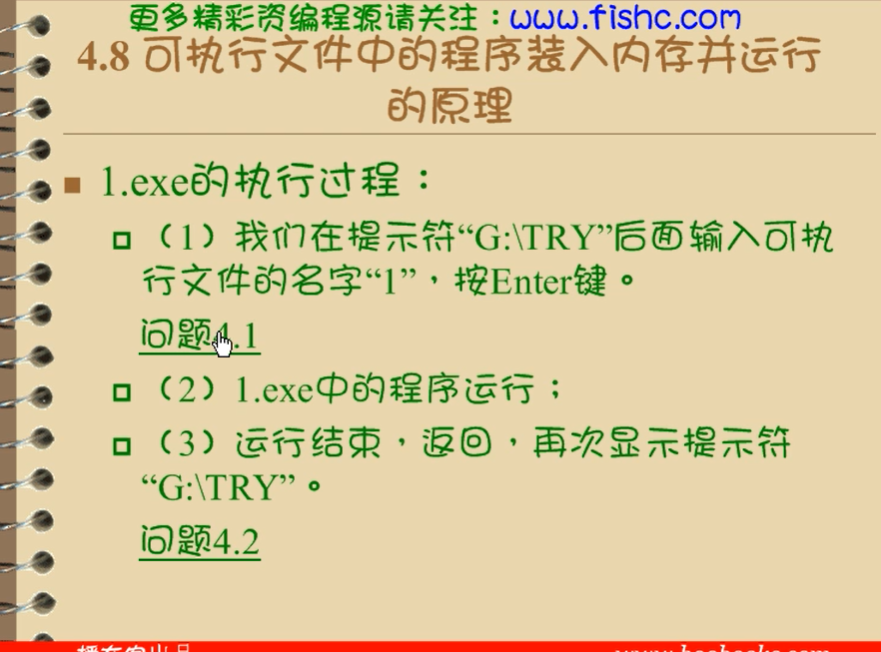 更多精彩资编程源请关注：www.fishc.com
4.8 可执行文件中的程序装入内存并运行
的原理
1.exe的执行过程：
（1）我们在提示符“G:\TRY”后面输入可执
行文件的名字“1”，按Enter键。
问题4.1
（2）1.exe中的程序运行；
（3）运行结束，返回，再次显示提示符
“G:\TRY”。
问题4.2